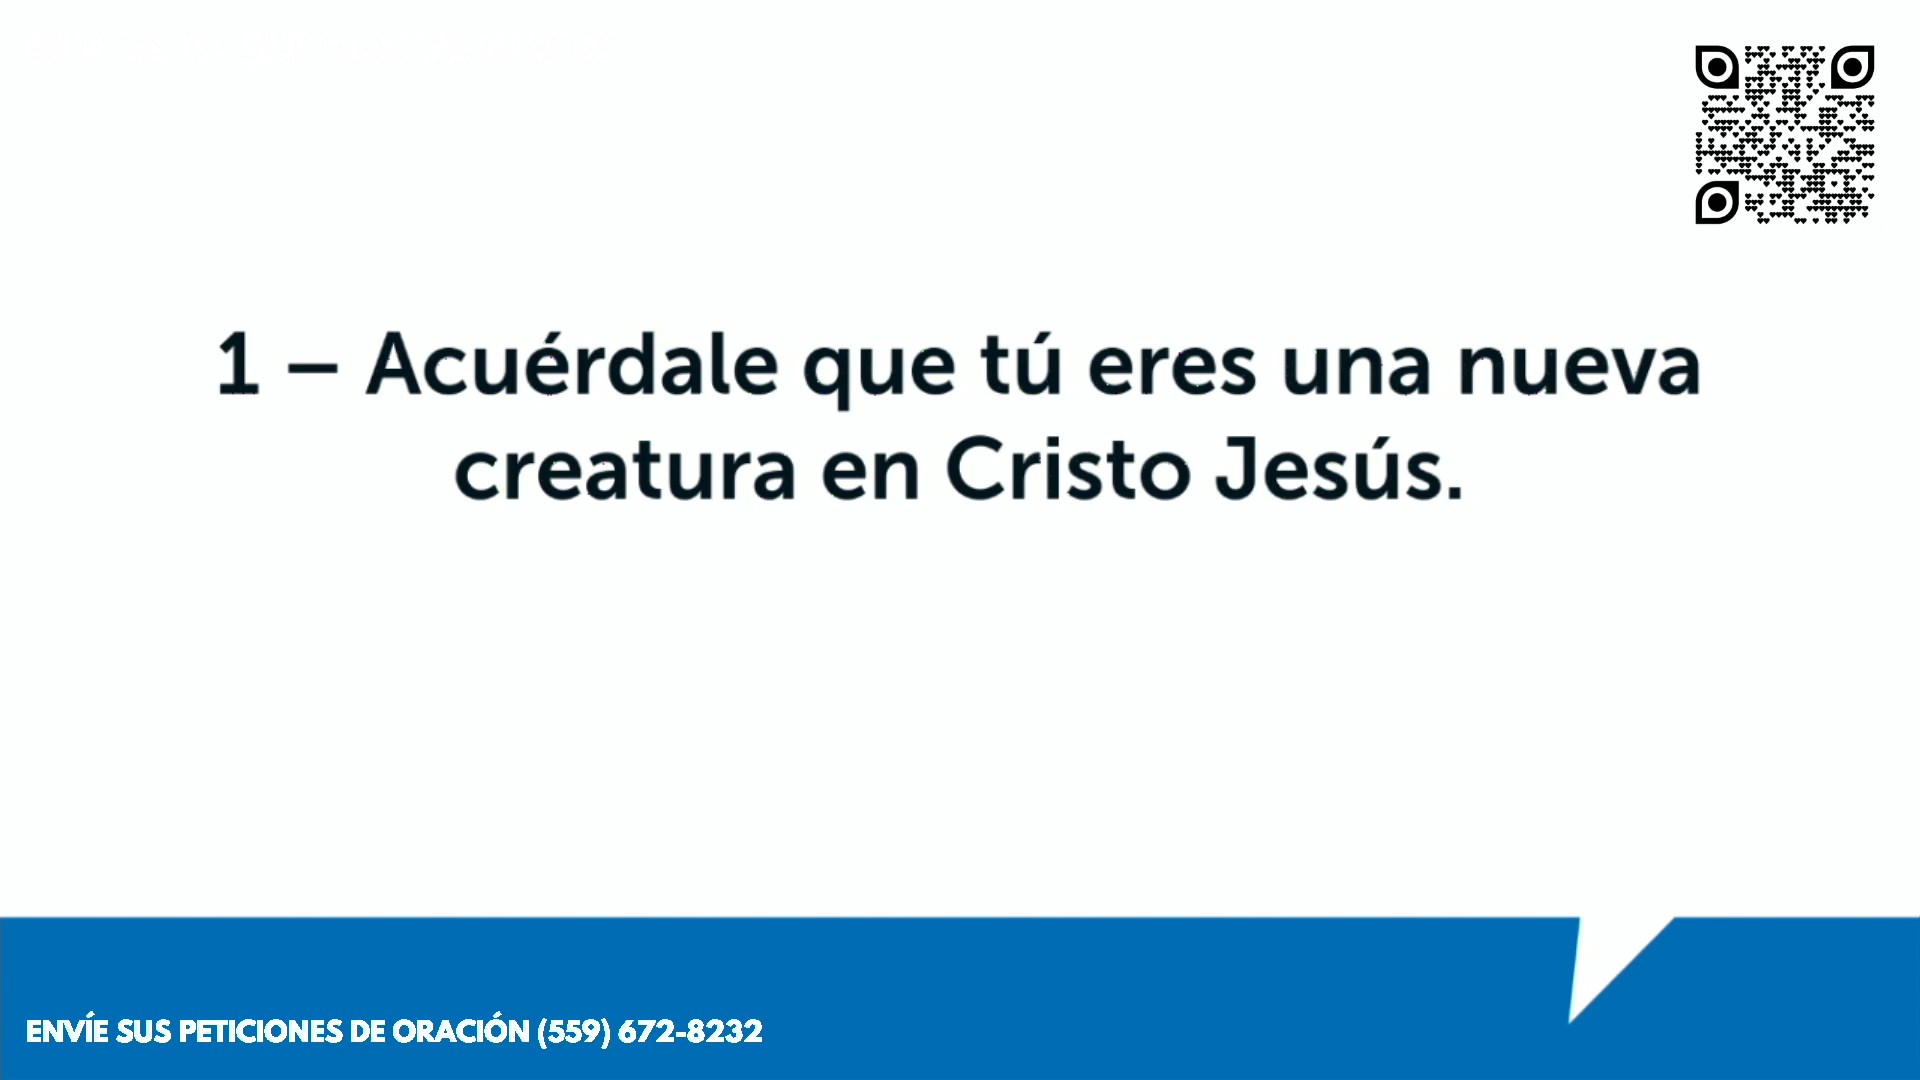 1 – Acuérdale que tú eres una nueva
creatura en Cristo Jesús.
ENVÍE SUS PETICIONES DE ORACIÓN (559) 672-8232